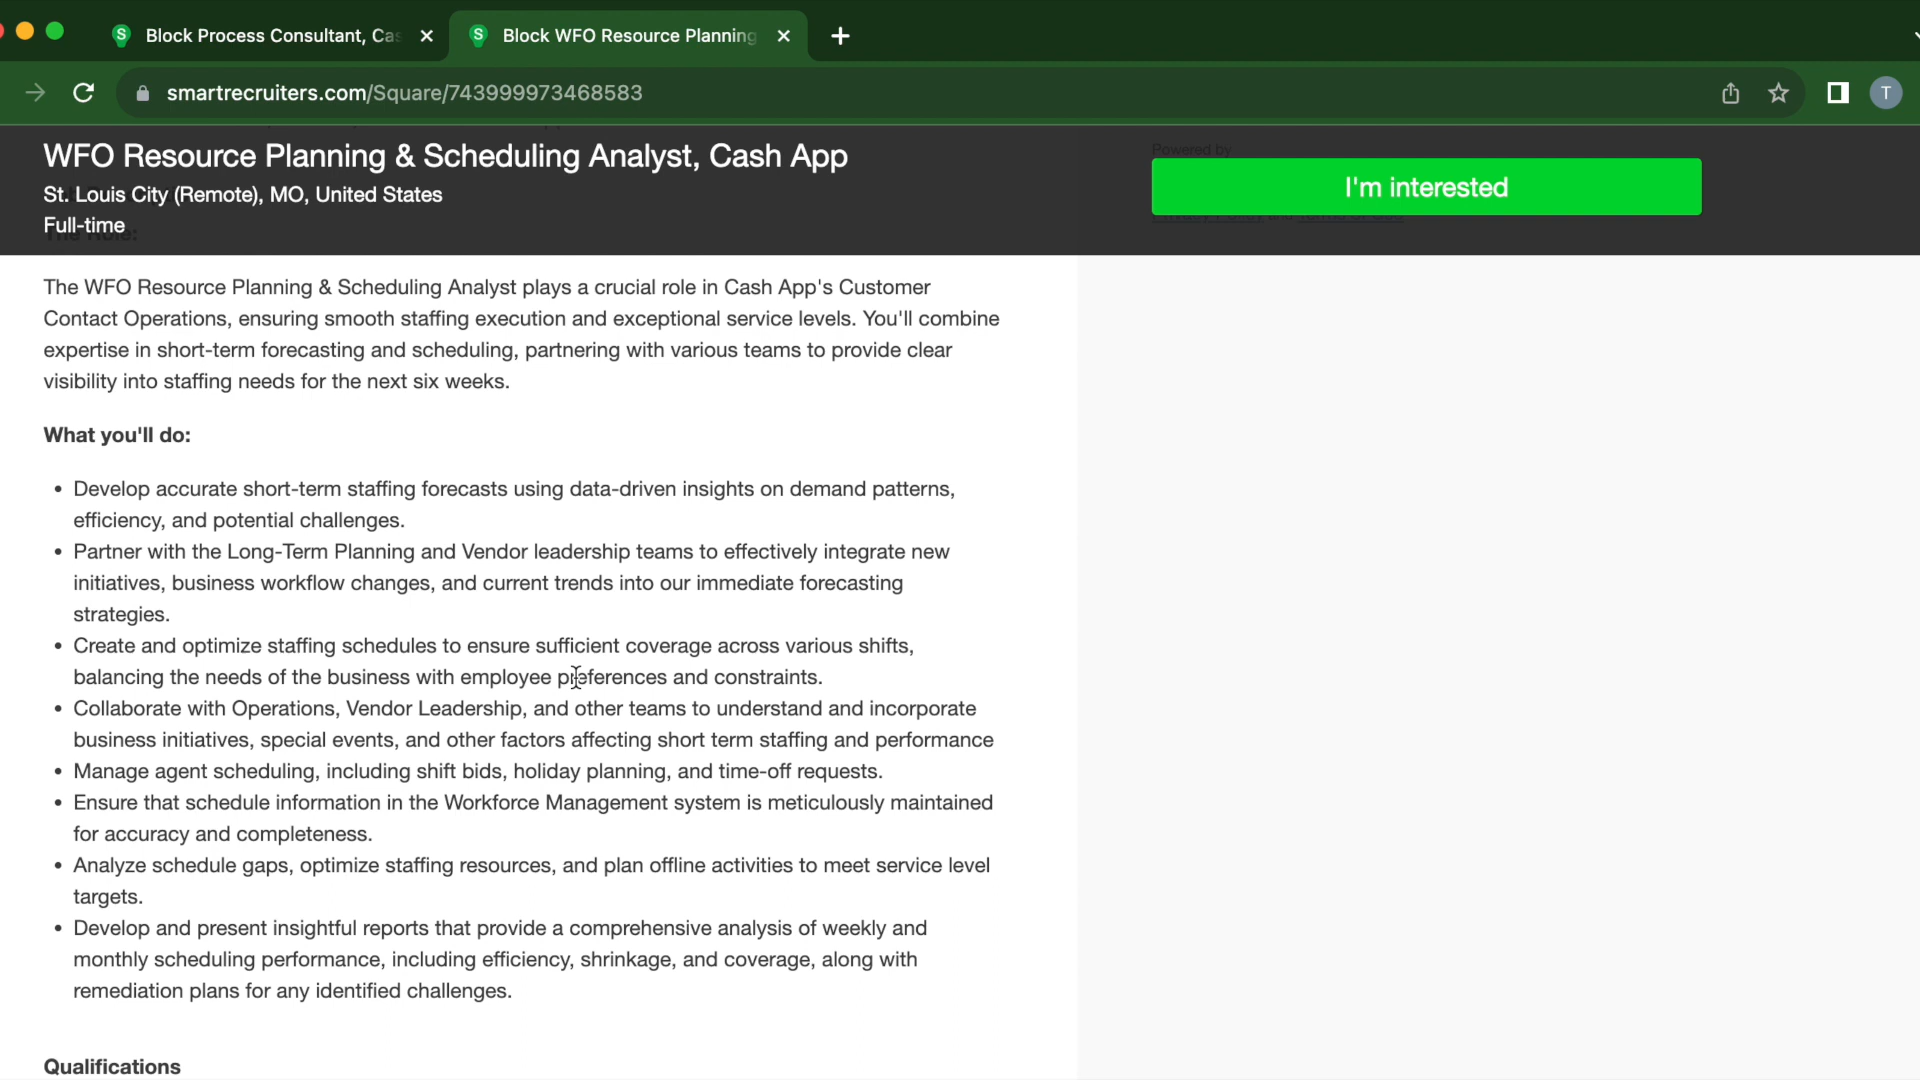 Block Process Consultant, Cas
Block WFO Resource Planning
smartrecruiters.com/Square/743999973468583
T
WFO Resource Planning & Scheduling Analyst, Cash App
Powered by
I'm interested
St. Louis City (Remote), MO, United States
Privacy Policy and Terms of Use
Full-time
The Role:
The WFO Resource Planning & Scheduling Analyst plays a crucial role in Cash App's Customer
Contact Operations, ensuring smooth staffing execution and exceptional service levels. You'll combine
expertise in short-term forecasting and scheduling, partnering with various teams to provide clear
visibility into staffing needs for the next six weeks.
What you'll do:
• Develop accurate short-term staffing forecasts using data-driven insights on demand patterns,
efficiency, and potential challenges.
• Partner with the Long-Term Planning and Vendor leadership teams to effectively integrate new
initiatives, business workflow changes, and current trends into our immediate forecasting
strategies.
• Create and optimize staffing schedules to ensure sufficient coverage across various shifts,
balancing the needs of the business with employee preferences and constraints.
• Collaborate with Operations, Vendor Leadership, and other teams to understand and incorporate
business initiatives, special events, and other factors affecting short term staffing and performance
• Manage agent scheduling, including shift bids, holiday planning, and time-off requests.
• Ensure that schedule information in the Workforce Management system is meticulously maintained
for accuracy and completeness.
• Analyze schedule gaps, optimize staffing resources, and plan offline activities to meet service level
targets.
• Develop and present insightful reports that provide a comprehensive analysis of weekly and
monthly scheduling performance, including efficiency, shrinkage, and coverage, along with
remediation plans for any identified challenges.
Qualifications